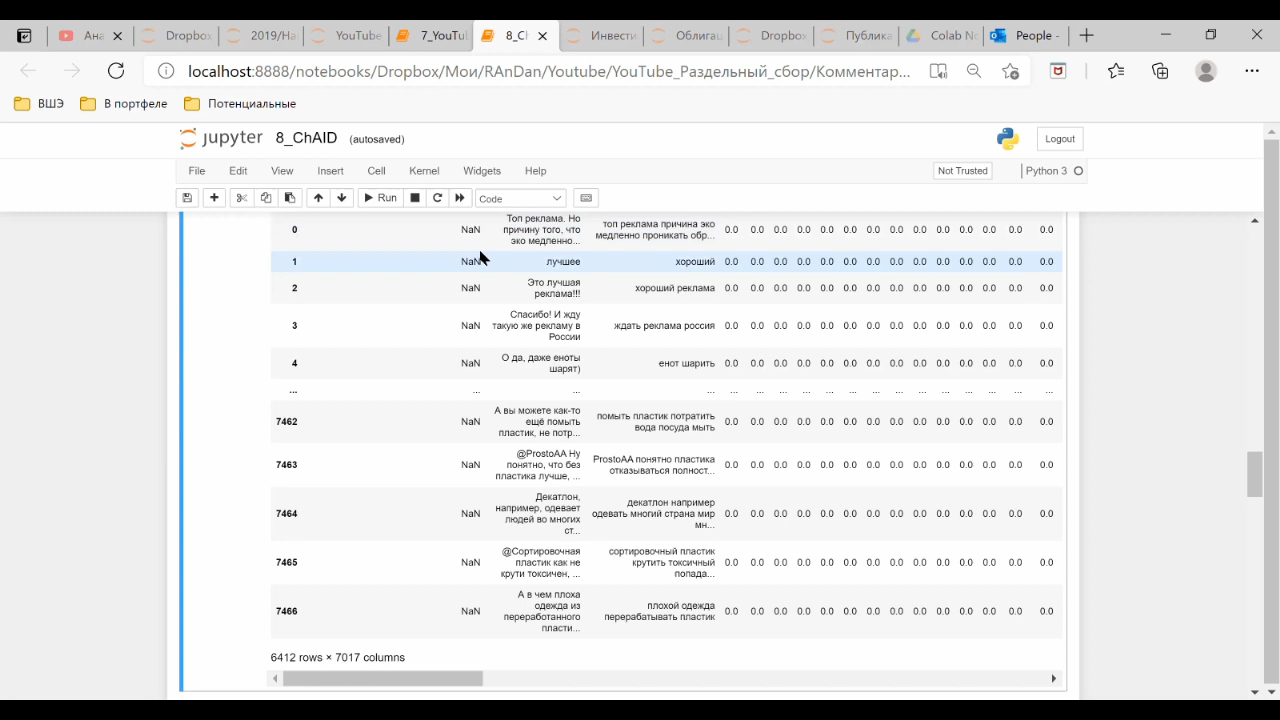 Ана
Dropbox
2019/На
YouTube
7_YouTu
8_Ch
Инвести
Облигац
Dropbox
Публика
Colab No
People -
localhost:8888/notebooks/Dropbox/Мои/RAnDan/Youtube/YouTube_Раздельный_сбор/Комментар...
ВШЭ
В портфеле
Потенциальные
jupyter 8_ChAID (autosaved)
Logout
File Edit View Insert Cell Kernel Widgets Help
Not Trusted
Python 3
Run
Code
Топ реклама. Но
причину того, что
эко медленно...
топ реклама причина эко
медленно проникать обр...
0 NaN 0.0 0.0 0.0 0.0 0.0 0.0 0.0 0.0 0.0 0.0 0.0 0.0 0.0
1 NaN лучшее хороший 0.0 0.0 0.0 0.0 0.0 0.0 0.0 0.0 0.0 0.0 0.0 0.0 0.0
Это лучшая
реклама!!!
2 NaN хороший реклама 0.0 0.0 0.0 0.0 0.0 0.0 0.0 0.0 0.0 0.0 0.0 0.0 0.0
Спасибо! И жду
такую же рекламу в
России
3 NaN ждать реклама россия 0.0 0.0 0.0 0.0 0.0 0.0 0.0 0.0 0.0 0.0 0.0 0.0 0.0
О да, даже еноты
шарят)
4 NaN енот шарить 0.0 0.0 0.0 0.0 0.0 0.0 0.0 0.0 0.0 0.0 0.0 0.0 0.0
... ... ... ... ... ... ... ... ... ... ... ... ... ... ... ... ...
А вы можете как-то
ещё помыть
пластик, не потр...
помыть пластик потратить
вода посуда мыть
7462 NaN 0.0 0.0 0.0 0.0 0.0 0.0 0.0 0.0 0.0 0.0 0.0 0.0 0.0
@ProstoAA Ну
понятно, что без
пластика лучше, ...
ProstoAA понятно пластика
отказываться полност...
7463 NaN 0.0 0.0 0.0 0.0 0.0 0.0 0.0 0.0 0.0 0.0 0.0 0.0 0.0
Декатлон,
например, одевает
людей во многих
ст...
декатлон например
одевать многий страна мир
мн...
7464 NaN 0.0 0.0 0.0 0.0 0.0 0.0 0.0 0.0 0.0 0.0 0.0 0.0 0.0
@Сортировочная
пластик как не
крути токсичен, ...
сортировочный пластик
крутить токсичный
попада...
7465 NaN 0.0 0.0 0.0 0.0 0.0 0.0 0.0 0.0 0.0 0.0 0.0 0.0 0.0
А в чем плоха
одежда из
переработанного
пласти...
плохой одежда
перерабатывать пластик
7466 NaN 0.0 0.0 0.0 0.0 0.0 0.0 0.0 0.0 0.0 0.0 0.0 0.0 0.0
6412 rows × 7017 columns